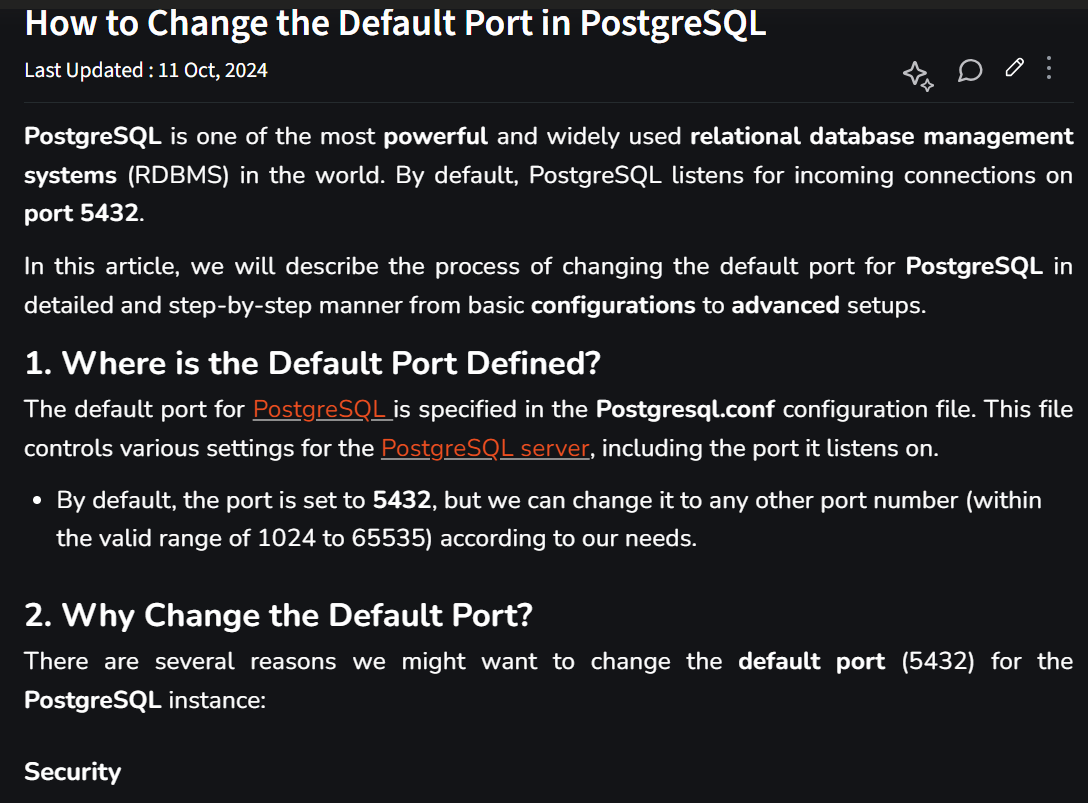 How to Change the Default Port in PostgreSQL
Last Updated : 11 Oct, 2024
PostgreSQL is one of the most powerful and widely used relational database management
systems (RDBMS) in the world. By default, PostgreSQL listens for incoming connections on
port 5432.
In this article, we will describe the process of changing the default port for PostgreSQL in
detailed and step-by-step manner from basic configurations to advanced setups.
1. Where is the Default Port Defined?
The default port for PostgreSQL is specified in the Postgresql.conf configuration file. This file
controls various settings for the PostgreSQL server, including the port it listens on.
• By default, the port is set to 5432, but we can change it to any other port number (within
the valid range of 1024 to 65535) according to our needs.
2. Why Change the Default Port?
There are several reasons we might want to change the default port (5432) for the
PostgreSQL instance:
Security